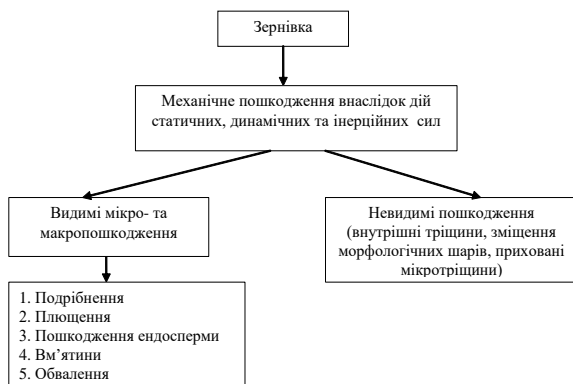 Зернівка
Механічне пошкодження внаслідок дій
статичних, динамічних та інерційних сил
Видимі мікро- та
макропошкодження
Невидимі пошкодження
(внутрішні тріщини, зміщення
морфологічних шарів, приховані
мікротріщини)
1. Подрібнення
2. Плющення
3. Пошкодження ендосперми
4. Вм’ятини
5. Обвалення